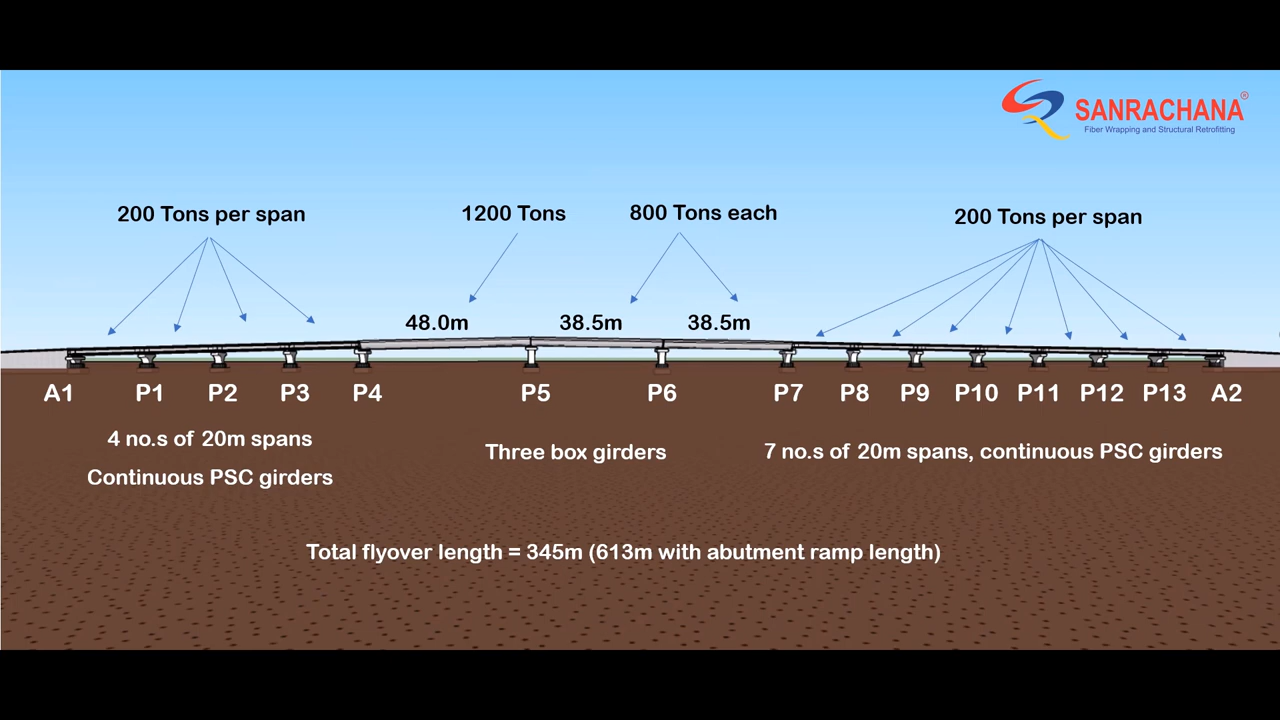 SANRACHANA®
Fiber Wrapping and Structural Retrofitting
200 Tons per span
1200 Tons
800 Tons each
200 Tons per span
48.0m
38.5m
38.5m
A1
P1
P2
P3
P4
P5
P6
P7
P8
P9
P10
P11
P12
P13
A2
4 no.s of 20m spans
Continuous PSC girders
Three box girders
7 no.s of 20m spans, continuous PSC girders
Total flyover length = 345m (613m with abutment ramp length)